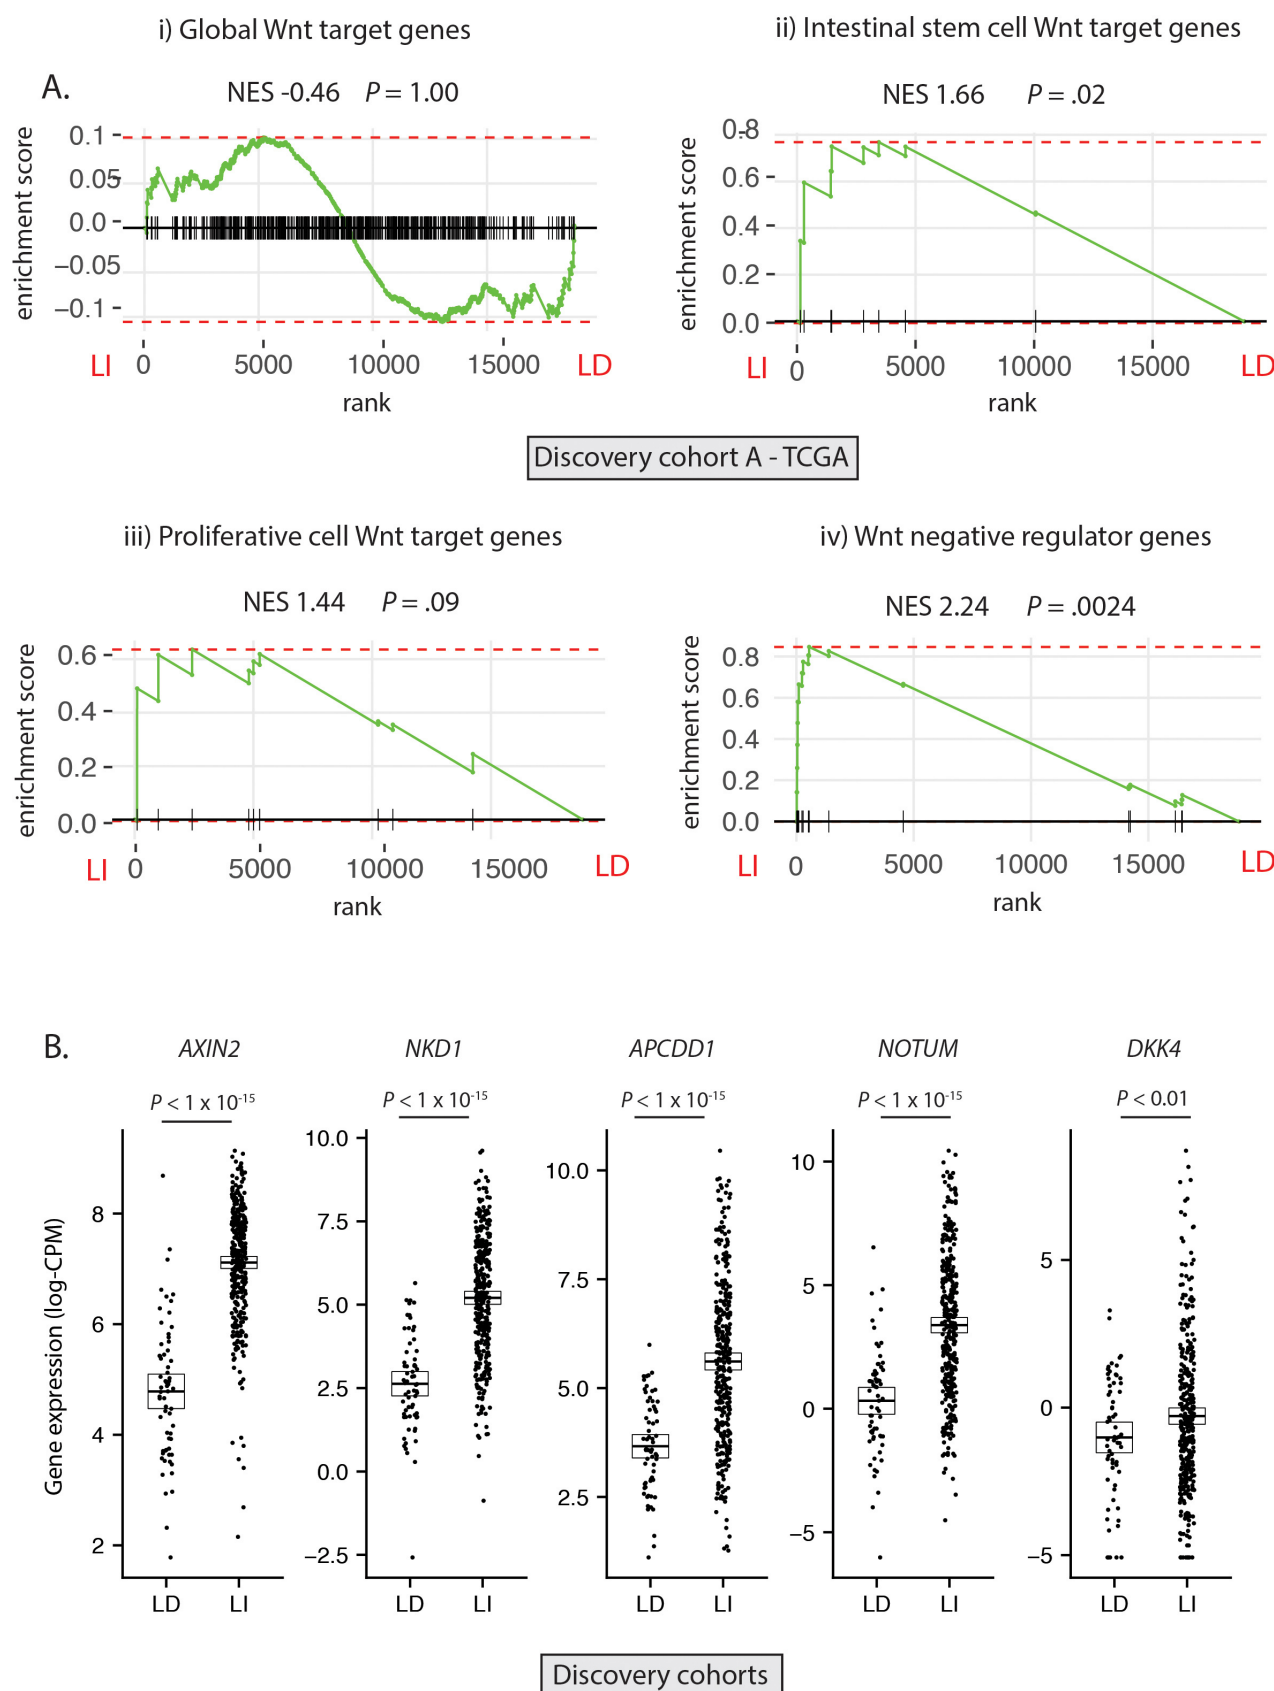 i) Global Wnt target genes
ii) Intestinal stem cell Wnt target genes
A.
NES -0.46 P = 1.00
NES 1.66 P = .02
enrichment score
0.1
0.05
0.0
−0.05
−0.1
LI 0 5000 10000 15000 LD
rank
enrichment score
0.8
0.6
0.4
0.2
0.0
LI 0 5000 10000 15000 LD
rank
Discovery cohort A - TCGA
iii) Proliferative cell Wnt target genes
iv) Wnt negative regulator genes
NES 1.44 P = .09
NES 2.24 P = .0024
enrichment score
0.6
0.4
0.2
0.0
LI 0 5000 10000 15000 LD
rank
enrichment score
0.8
0.6
0.4
0.2
0.0
LI 0 5000 10000 15000 LD
rank
B.
AXIN2 NKD1 APCDD1 NOTUM DKK4
P < 1 x 10⁻¹⁵ P < 1 x 10⁻¹⁵ P < 1 x 10⁻¹⁵ P < 1 x 10⁻¹⁵ P < 0.01
Gene expression (log-CPM)
8
6
4
2
LD LI
10.0
7.5
5.0
2.5
0.0
−2.5
LD LI
10.0
7.5
5.0
2.5
LD LI
10
5
0
−5
LD LI
5
0
−5
LD LI
Discovery cohorts